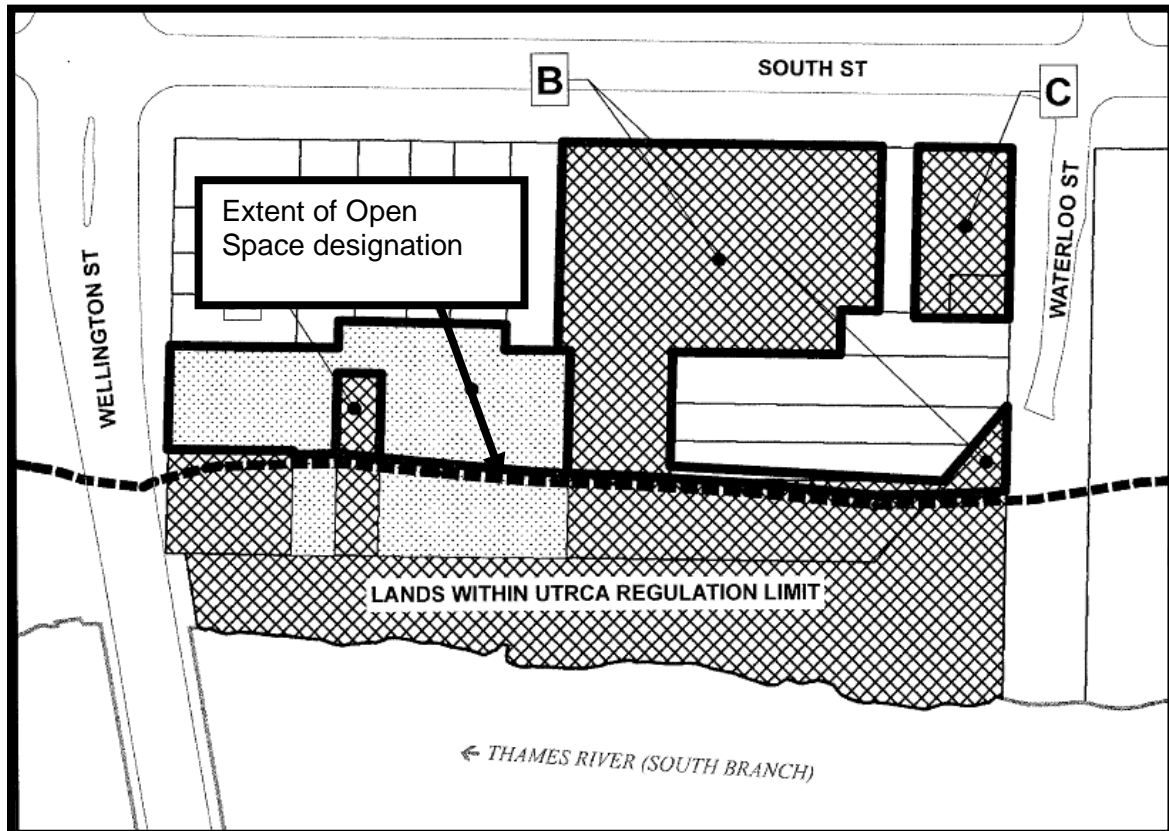 SOUTH ST
B
C
Extent of Open
Space designation
WELLINGTON ST
WATERLOO ST
LANDS WITHIN UTRCA REGULATION LIMIT
← THAMES RIVER (SOUTH BRANCH)